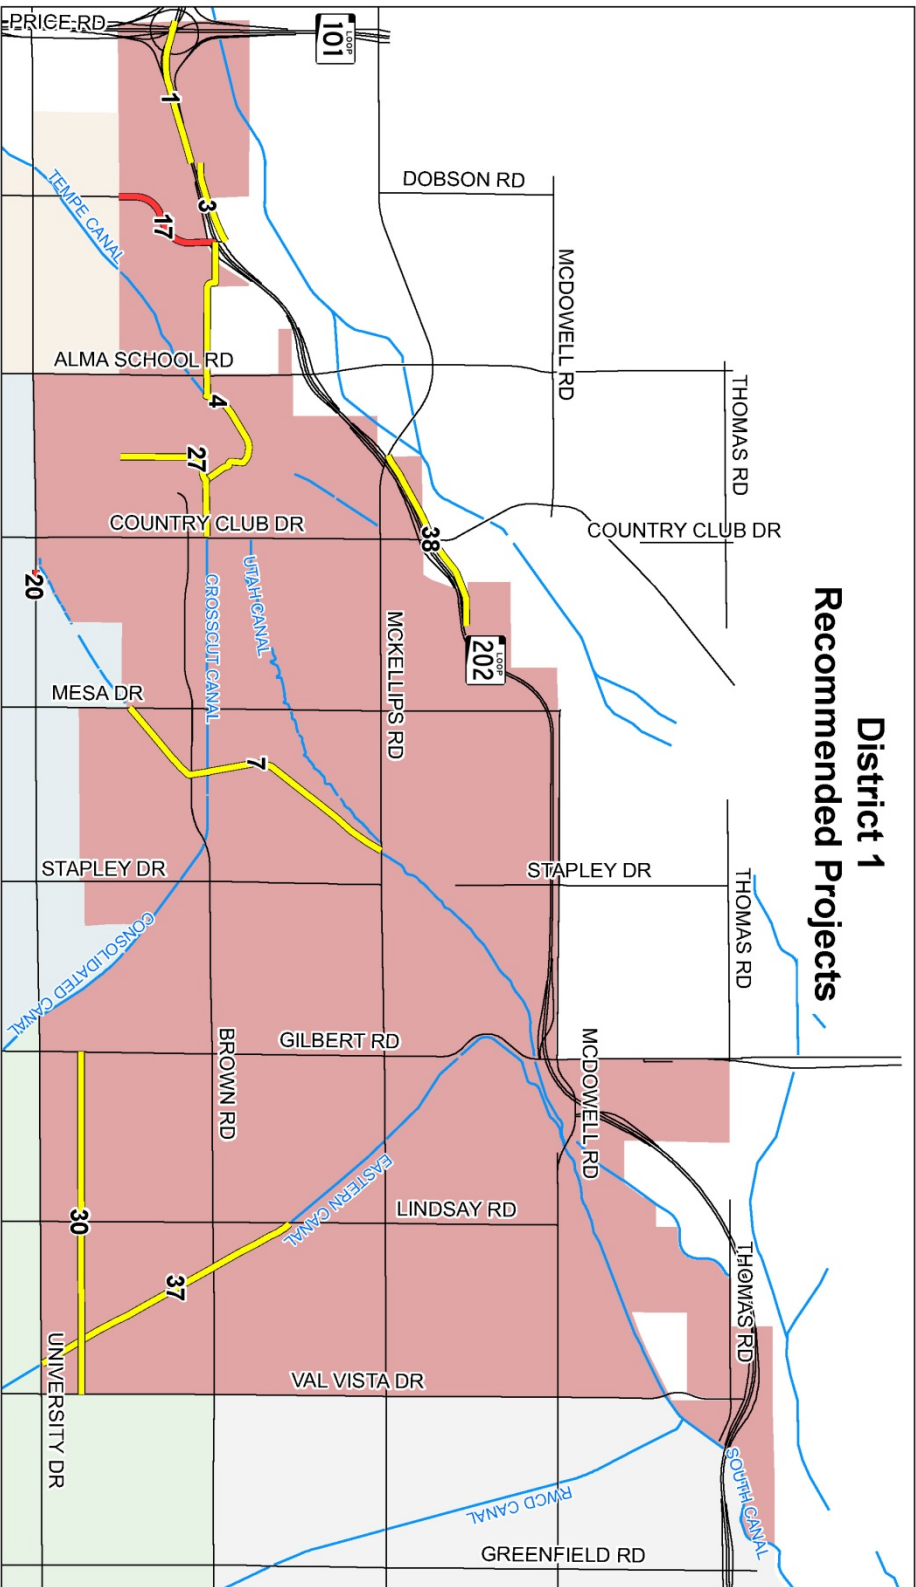 District 1
Recommended Projects
PRICE RD
LOOP
101
1
DOBSON RD
3
17
TEMPE CANAL
MCDOWELL RD
THOMAS RD
ALMA SCHOOL RD
4
27
COUNTRY CLUB DR
COUNTRY CLUB DR
38
20
UTAH CANAL
CROSSCUT CANAL
MCKELLIPS RD
LOOP
202
MESA DR
7
STAPLEY DR
STAPLEY DR
THOMAS RD
CONSOLIDATED CANAL
GILBERT RD
BROWN RD
MCDOWELL RD
EASTERN CANAL
LINDSAY RD
30
37
THOMAS RD
UNIVERSITY DR
VAL VISTA DR
SOUTH CANAL
RWCD CANAL
GREENFIELD RD